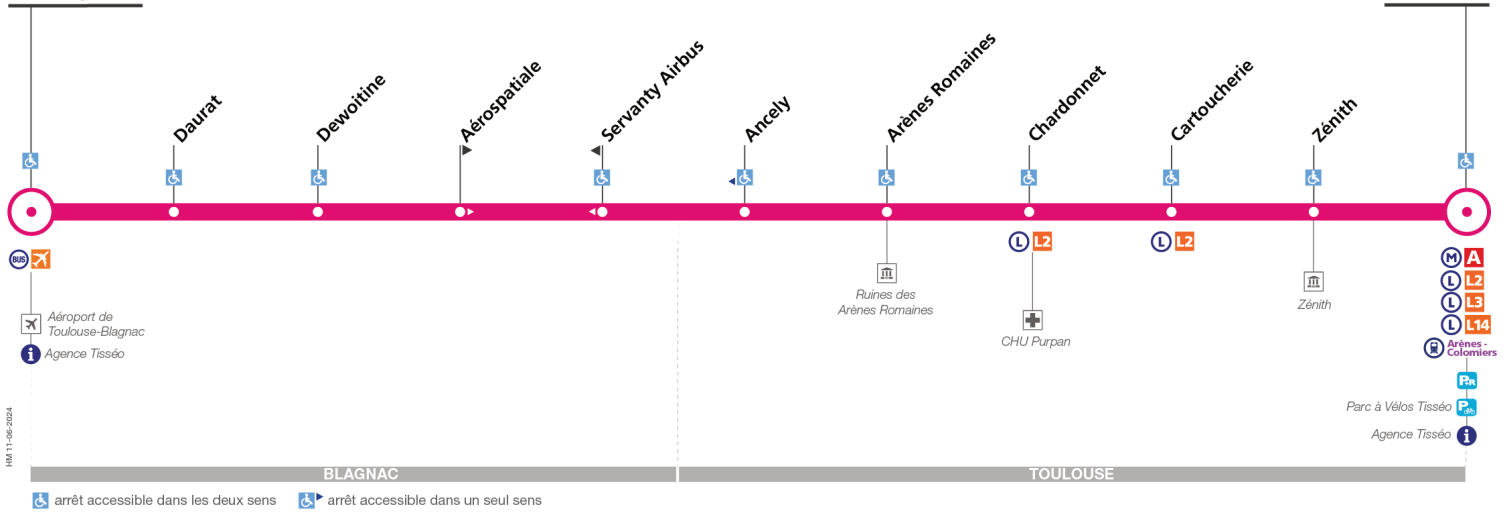 Daurat
Dewoitine
Aérospatiale
Servanty Airbus
Ancely
Arènes Romaines
Chardonnet
Cartoucherie
Zénith
BUS
Aéroport de
Toulouse-Blagnac
i Agence Tisséo
Ruines des
Arènes Romaines
L L2
CHU Purpan
L L2
Zénith
M A
L L2
L L3
L L14
Arènes -
Colomiers
P+R
Parc à Vélos Tisséo P
Agence Tisséo i
HM 11-06-2024
BLAGNAC
TOULOUSE
arrêt accessible dans les deux sens
arrêt accessible dans un seul sens